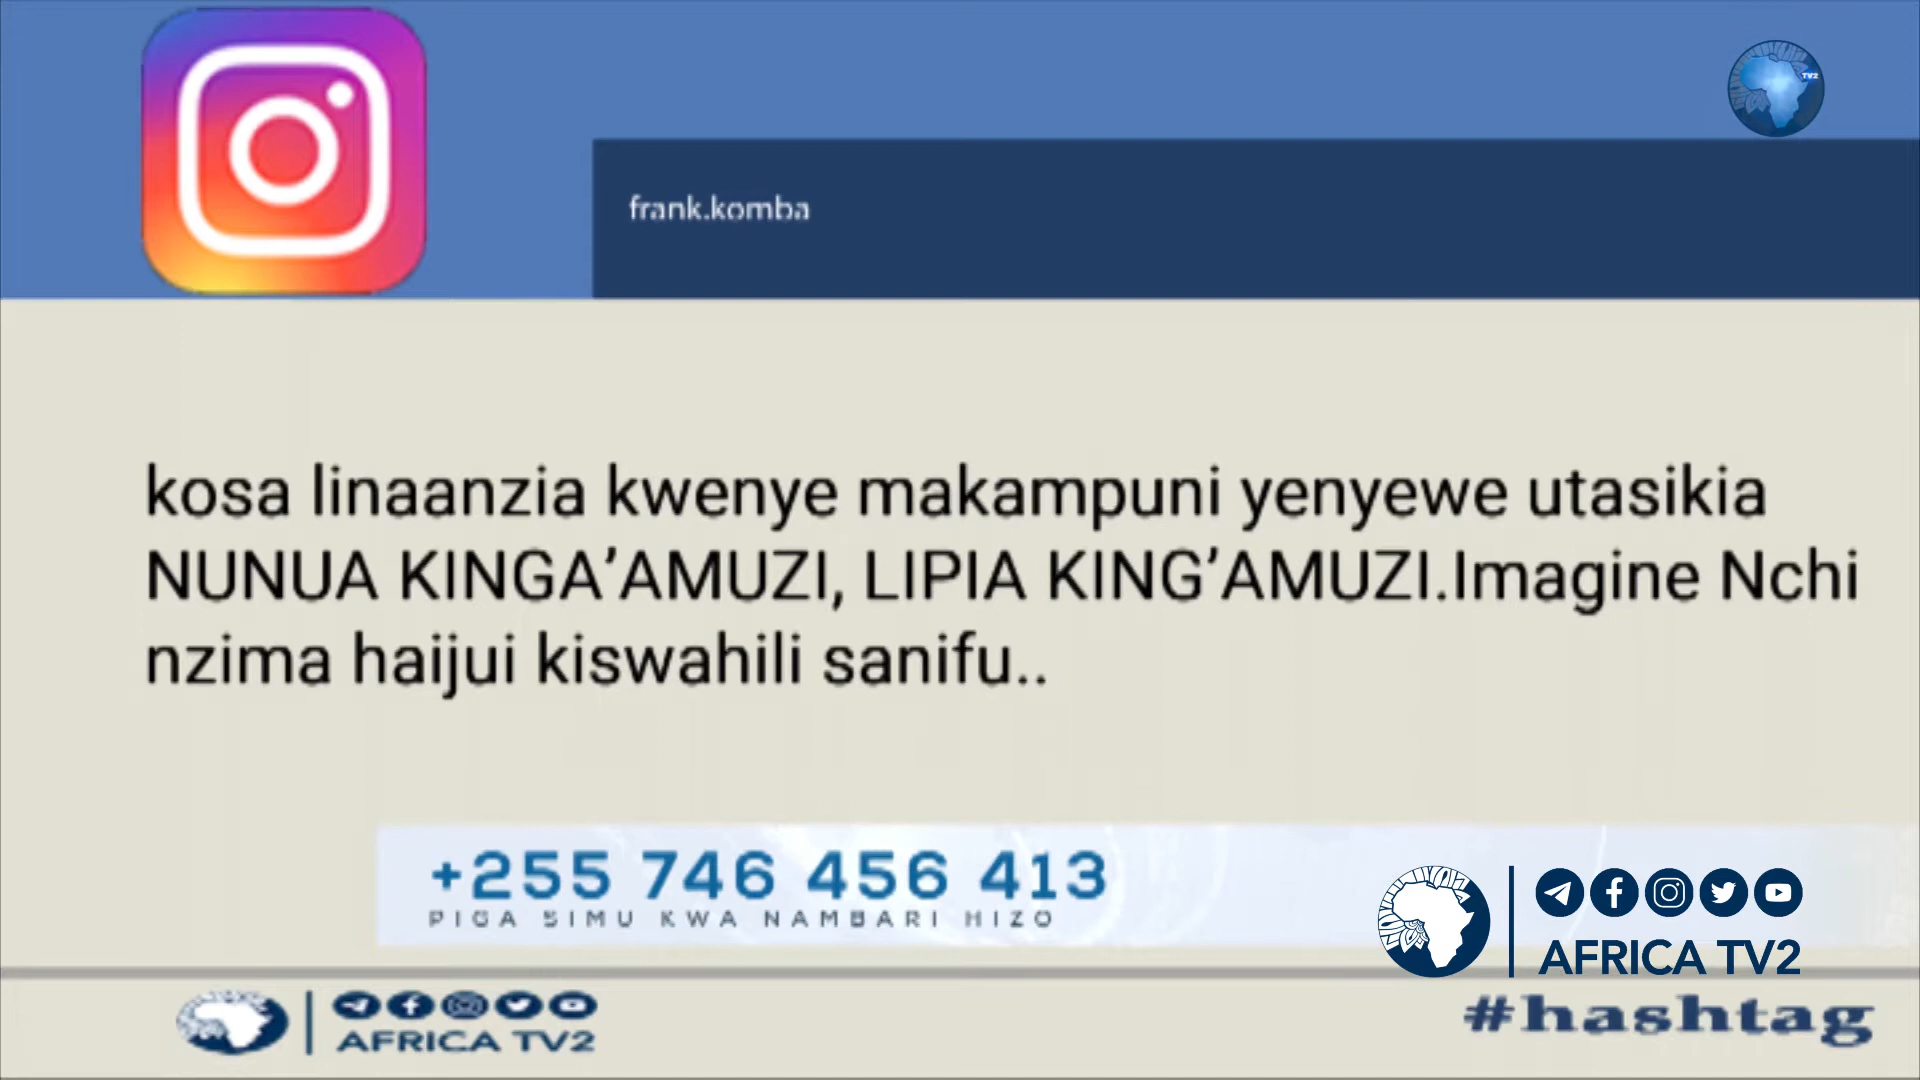 TV2
frank.komba
kosa linaanzia kwenye makampuni yenyewe utasikia
NUNUA KINGA’AMUZI, LIPIA KING’AMUZI.Imagine Nchi
nzima haijui kiswahili sanifu..
+255 746 456 413
PIGA SIMU KWA NAMBARI HIZO
AFRICA TV2
AFRICA TV2
#hashtag